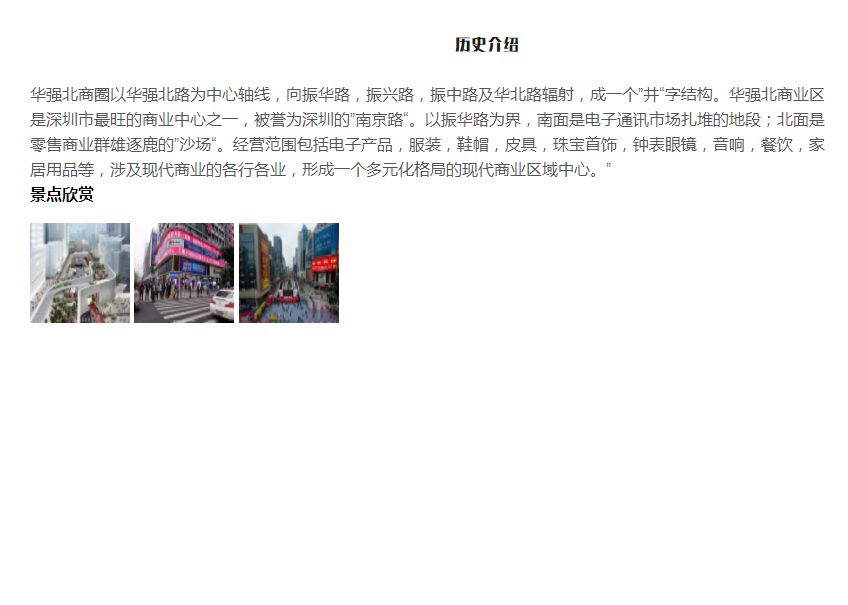 历史介绍
华强北商圈以华强北路为中心轴线，向振华路，振兴路，振中路及华北路辐射，成一个”井“字结构。华强北商业区
是深圳市最旺的商业中心之一，被誉为深圳的”南京路“。以振华路为界，南面是电子通讯市场扎堆的地段；北面是
零售商业群雄逐鹿的”沙场“。经营范围包括电子产品，服装，鞋帽，皮具，珠宝首饰，钟表眼镜，音响，餐饮，家
居用品等，涉及现代商业的各行各业，形成一个多元化格局的现代商业区域中心。”
景点欣赏